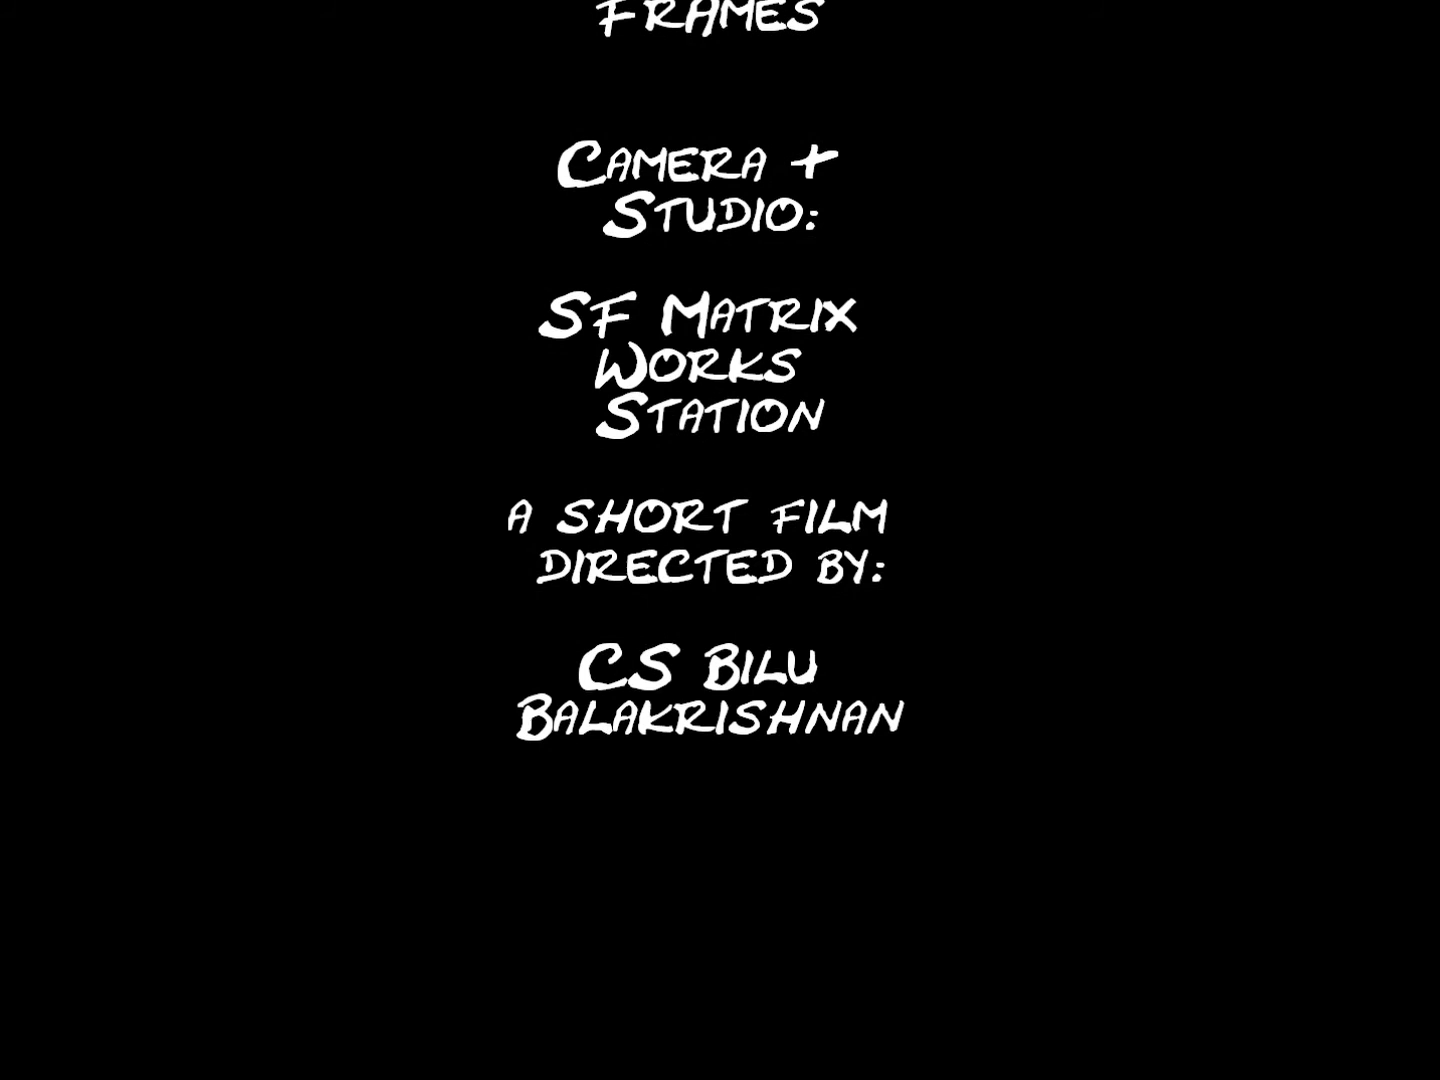 FRAMES
CAMERA +
STUDIO:
SF MATRIX
WORKS
STATION
A SHORT FILM
DIRECTED BY:
CS BILU
BALAKRISHNAN